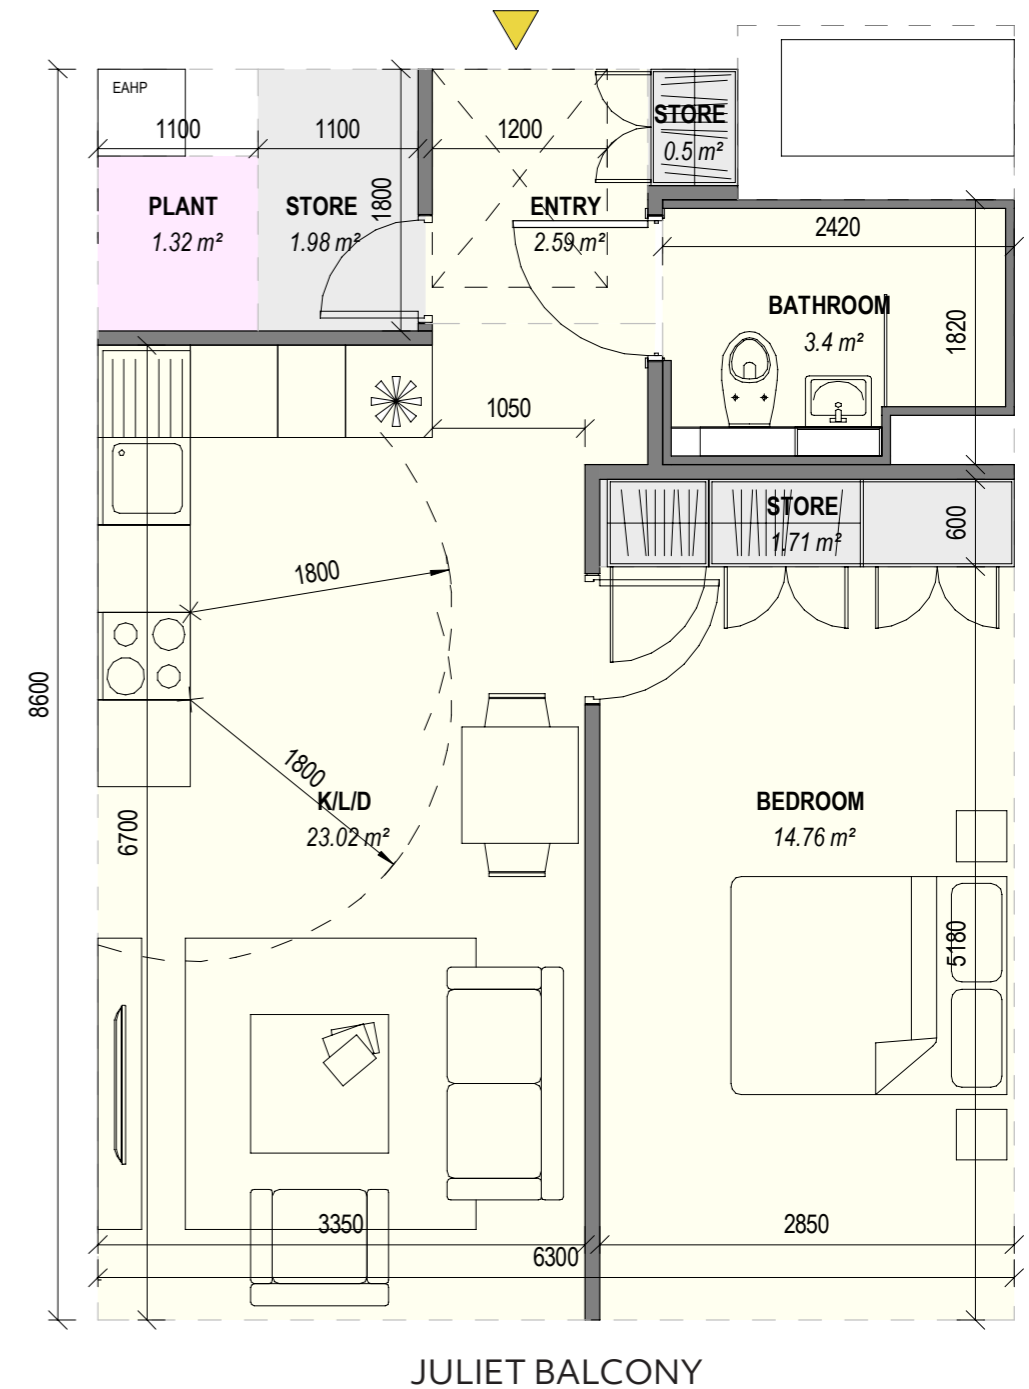 EAHP
1100
1100
1200
STORE
0.5 m²
PLANT
1.32 m²
STORE
1.98 m²
1800
ENTRY
2.59 m²
2420
BATHROOM
3.4 m²
1820
1050
STORE
1.71 m²
600
1800
8600
1800
K/L/D
23.02 m²
6700
BEDROOM
14.76 m²
5180
3350
2850
6300
JULIET BALCONY